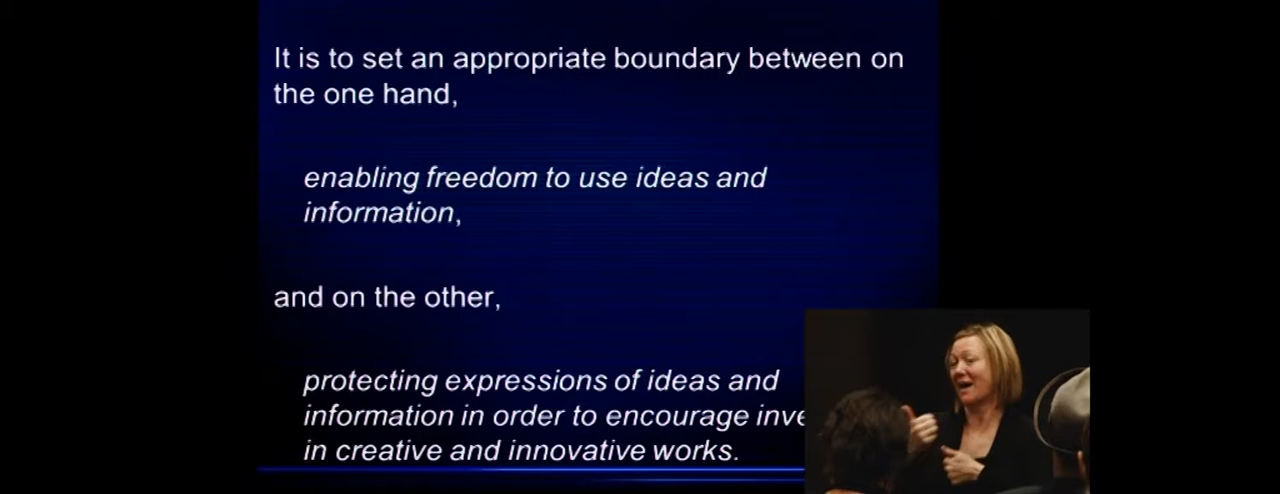 It is to set an appropriate boundary between on
the one hand,
enabling freedom to use ideas and
information,
and on the other,
protecting expressions of ideas and
information in order to encourage
in creative and innovative works.